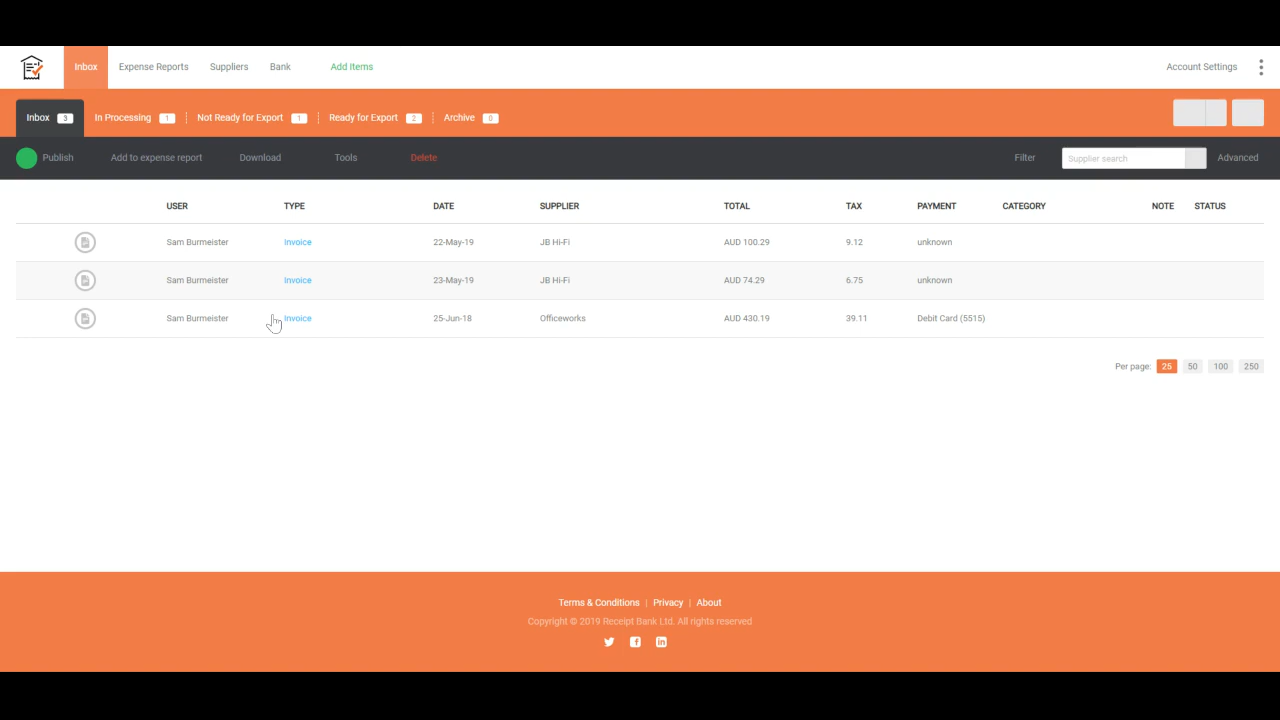 Inbox Expense Reports Suppliers Bank Add Items Account Settings
Inbox 3 In Processing 1 Not Ready for Export 1 Ready for Export 2 Archive 0
Publish Add to expense report Download Tools Delete Filter Supplier search Advanced
USER TYPE DATE SUPPLIER TOTAL TAX PAYMENT CATEGORY NOTE STATUS
Sam Burmeister Invoice 22-May-19 JB Hi-Fi AUD 100.29 9.12 unknown
Sam Burmeister Invoice 23-May-19 JB Hi-Fi AUD 74.29 6.75 unknown
Sam Burmeister Invoice 25-Jun-18 Officeworks AUD 430.19 39.11 Debit Card (5515)
Per page: 25 50 100 250
Terms & Conditions | Privacy | About
Copyright © 2019 Receipt Bank Ltd. All rights reserved